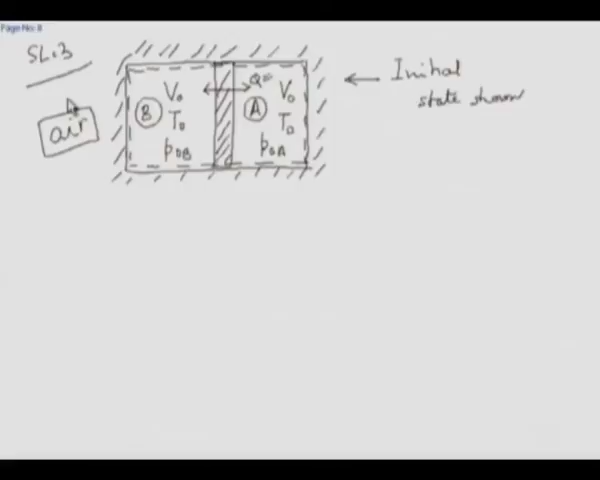 Page No: 8
SL:3
air
B
V₀
T₀
p₀B
Q=
A
V₀
T₀
p₀A
Initial
state shown